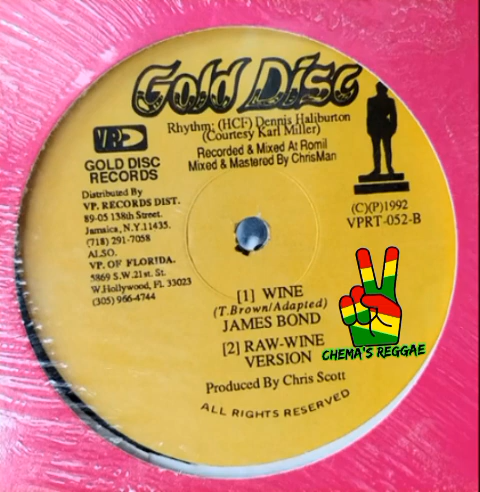 Gold Disc
Rhythm: (HCF) Dennis Haliburton
(Courtesy Karl Miller)
Recorded & Mixed At Romil
Mixed & Mastered By ChrisMan
VP
GOLD DISC
RECORDS
Distributed By
VP. RECORDS DIST.
89-05 138th Street.
Jamaica, N.Y.11435.
(718) 291-7058
ALSO.
VP. OF FLORIDA.
5869 S.W.21st St.
W.Hollywood, Fl. 33023
(305) 966-4744
(C)(P)1992
VPRT-052-B
[1] WINE
(T.Brown/Adapted)
JAMES BOND
[2] RAW-WINE
VERSION
Produced By Chris Scott
ALL RIGHTS RESERVED
CHEMA'S REGGAE